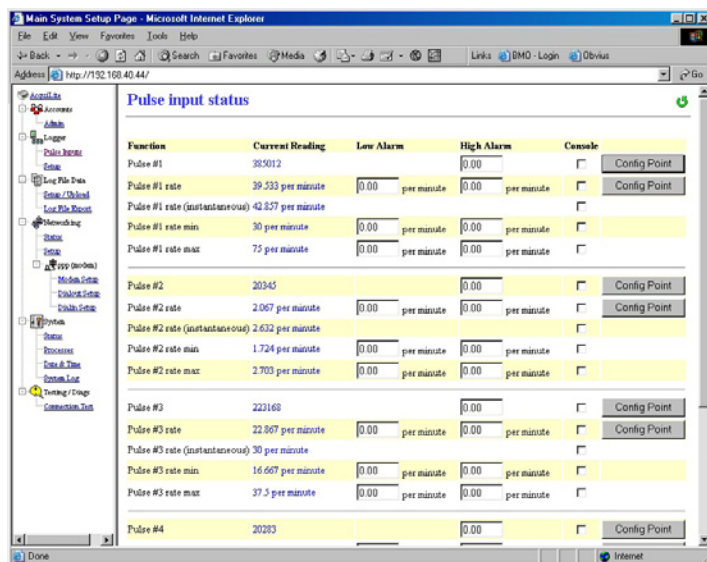 Main System Setup Page - Microsoft Internet Explorer
File Edit View Favorites Tools Help
Back Search Favorites Media Links BMO - Login Obvius
Address http://192.168.40.44/ Go
AcquiLite
Accounts
Admin
Logger
Pulse Inputs
Setup
Log File Data
Setup / Upload
Log File Export
Networking
Status
Setup
ppp (modem)
Modem Setup
Dialout Setup
Dialin Setup
System
Status
Processes
Date & Time
System Log
Testing / Diags
Connection Test
Pulse input status
Function Current Reading Low Alarm High Alarm Console
Pulse #1 385012 0.00 Config Point
Pulse #1 rate 39.533 per minute 0.00 per minute 0.00 per minute Config Point
Pulse #1 rate (instantaneous) 42.857 per minute
Pulse #1 rate min 30 per minute 0.00 per minute 0.00 per minute
Pulse #1 rate max 75 per minute 0.00 per minute 0.00 per minute
Pulse #2 20345 0.00 Config Point
Pulse #2 rate 2.067 per minute 0.00 per minute 0.00 per minute Config Point
Pulse #2 rate (instantaneous) 2.632 per minute
Pulse #2 rate min 1.724 per minute 0.00 per minute 0.00 per minute
Pulse #2 rate max 2.703 per minute 0.00 per minute 0.00 per minute
Pulse #3 223168 0.00 Config Point
Pulse #3 rate 22.867 per minute 0.00 per minute 0.00 per minute Config Point
Pulse #3 rate (instantaneous) 30 per minute
Pulse #3 rate min 16.667 per minute 0.00 per minute 0.00 per minute
Pulse #3 rate max 37.5 per minute 0.00 per minute 0.00 per minute
Pulse #4 20283 0.00 Config Point
Done Internet